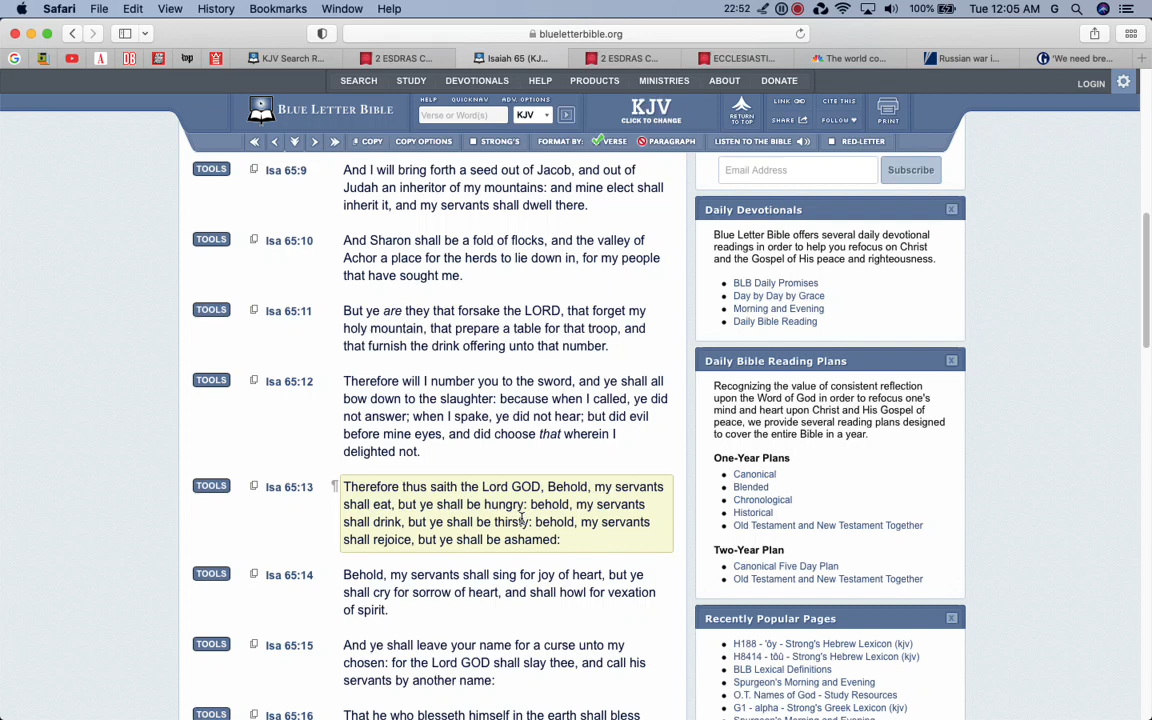 Safari File Edit View History Bookmarks Window Help 22:52 100% Tue 12:05 AM G
blueletterbible.org
G A DB top KJV Search R... 2 ESDRAS C... Isaiah 65 (KJ... 2 ESDRAS C... ECCLESIASTI... The world co... Russian war i... 'We need brea...
SEARCH STUDY DEVOTIONALS HELP PRODUCTS MINISTRIES ABOUT DONATE LOGIN
BLUE LETTER BIBLE
HELP QUICKNAV ADV. OPTIONS
Verse or Word(s) KJV
KJV
CLICK TO CHANGE
RETURN
TO TOP
LINK CITE THIS
SHARE FOLLOW PRINT
COPY COPY OPTIONS STRONG'S FORMAT BY: VERSE PARAGRAPH LISTEN TO THE BIBLE RED-LETTER
TOOLS Isa 65:9 And I will bring forth a seed out of Jacob, and out of
Judah an inheritor of my mountains: and mine elect shall
inherit it, and my servants shall dwell there.
TOOLS Isa 65:10 And Sharon shall be a fold of flocks, and the valley of
Achor a place for the herds to lie down in, for my people
that have sought me.
TOOLS Isa 65:11 But ye are they that forsake the LORD, that forget my
holy mountain, that prepare a table for that troop, and
that furnish the drink offering unto that number.
TOOLS Isa 65:12 Therefore will I number you to the sword, and ye shall all
bow down to the slaughter: because when I called, ye did
not answer; when I spake, ye did not hear; but did evil
before mine eyes, and did choose that wherein I
delighted not.
TOOLS Isa 65:13 ¶ Therefore thus saith the Lord GOD, Behold, my servants
shall eat, but ye shall be hungry: behold, my servants
shall drink, but ye shall be thirsty: behold, my servants
shall rejoice, but ye shall be ashamed:
TOOLS Isa 65:14 Behold, my servants shall sing for joy of heart, but ye
shall cry for sorrow of heart, and shall howl for vexation
of spirit.
TOOLS Isa 65:15 And ye shall leave your name for a curse unto my
chosen: for the Lord GOD shall slay thee, and call his
servants by another name:
TOOLS Isa 65:16 That he who blesseth himself in the earth shall bless
Email Address Subscribe
Daily Devotionals
Blue Letter Bible offers several daily devotional
readings in order to help you refocus on Christ
and the Gospel of His peace and righteousness.
BLB Daily Promises
Day by Day by Grace
Morning and Evening
Daily Bible Reading
Daily Bible Reading Plans
Recognizing the value of consistent reflection
upon the Word of God in order to refocus one's
mind and heart upon Christ and His Gospel of
peace, we provide several reading plans designed
to cover the entire Bible in a year.
One-Year Plans
Canonical
Blended
Chronological
Historical
Old Testament and New Testament Together
Two-Year Plan
Canonical Five Day Plan
Old Testament and New Testament Together
Recently Popular Pages
H188 - 'ôy - Strong's Hebrew Lexicon (kjv)
H8414 - tôû - Strong's Hebrew Lexicon (kjv)
BLB Lexical Definitions
Spurgeon's Morning and Evening
O.T. Names of God - Study Resources
G1 - alpha - Strong's Greek Lexicon (kjv)
Spurgeon's Morning and Evening